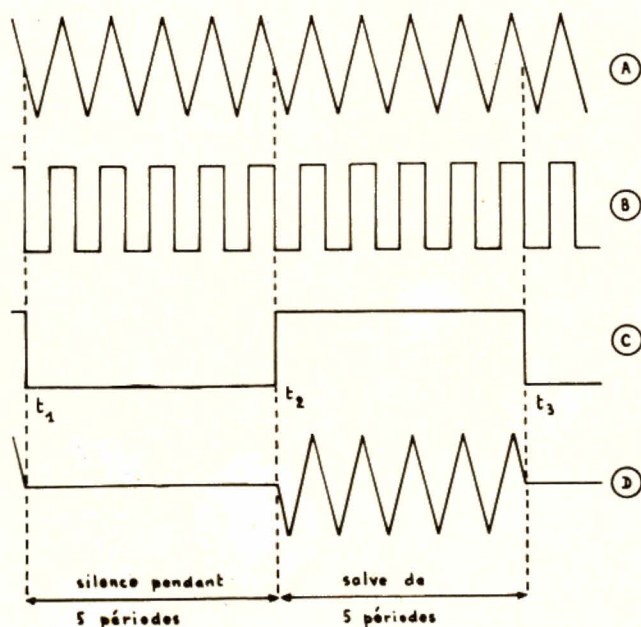 A
B
C
t1 t2 t3
D
silence pendant salve de
5 périodes 5 périodes